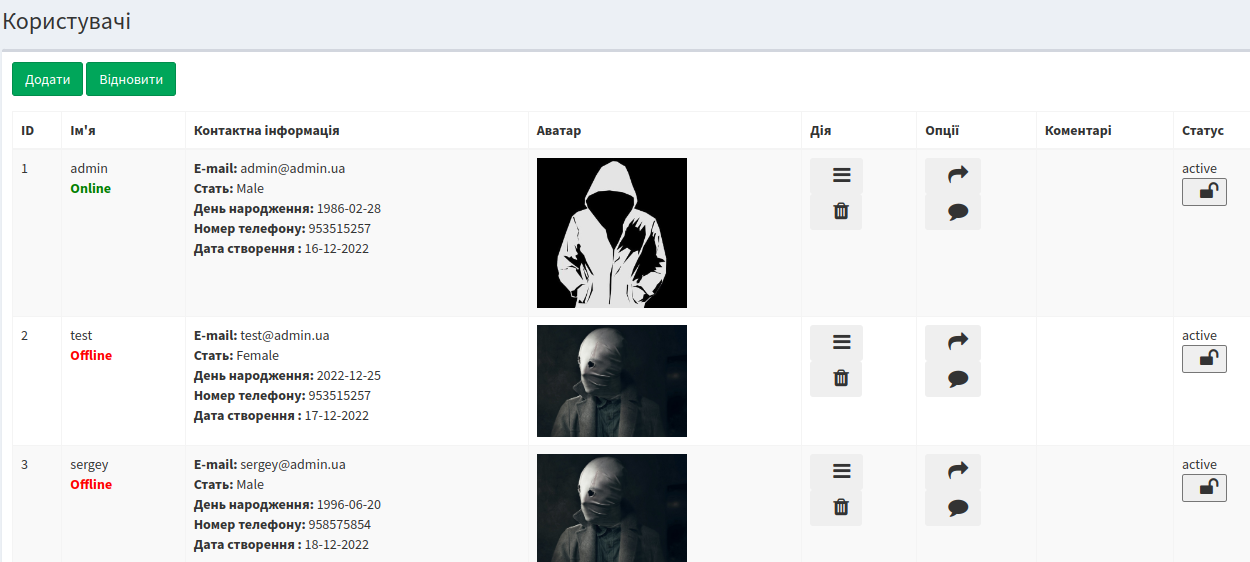 Користувачі
Додати Відновити
ID Ім'я Контактна інформація Аватар Дія Опції Коментарі Статус
1 admin E-mail: admin@admin.ua active
Online Стать: Male
День народження: 1986-02-28
Номер телефону: 953515257
Дата створення : 16-12-2022
2 test E-mail: test@admin.ua active
Offline Стать: Female
День народження: 2022-12-25
Номер телефону: 953515257
Дата створення : 17-12-2022
3 sergey E-mail: sergey@admin.ua active
Offline Стать: Male
День народження: 1996-06-20
Номер телефону: 958575854
Дата створення : 18-12-2022